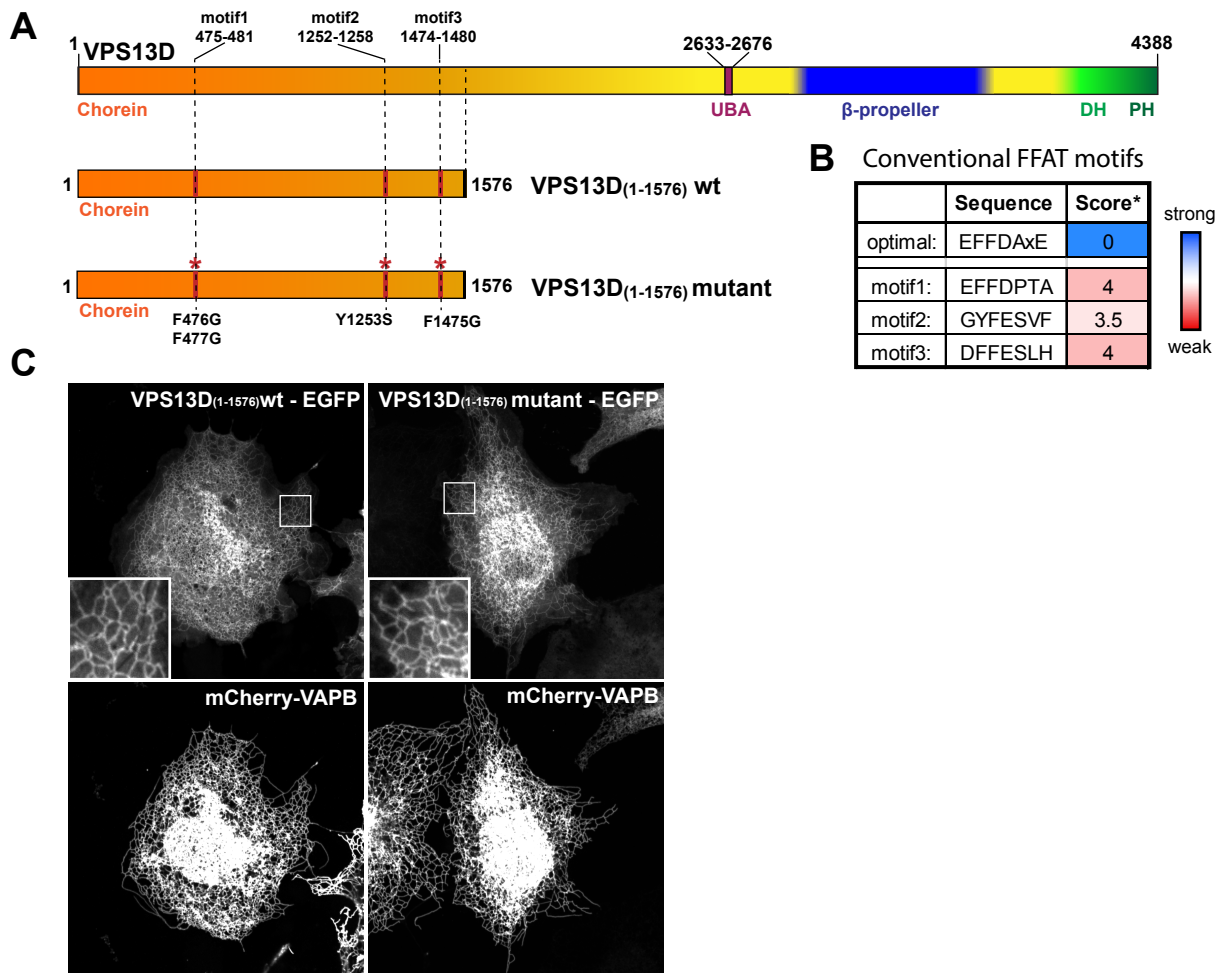 A
motif1
475-481
motif2
1252-1258
motif3
1474-1480
1
VPS13D
2633-2676
4388
Chorein
UBA
β-propeller
DH
PH
1
1576
VPS13D(1-1576) wt
Chorein
* * *
1
1576
VPS13D(1-1576) mutant
Chorein
F476G
F477G
Y1253S
F1475G
B
Conventional FFAT motifs
Sequence Score*
optimal: EFFDAxE 0
motif1: EFFDPTA 4
motif2: GYFESVF 3.5
motif3: DFFESLH 4
strong
weak
C
VPS13D(1-1576)wt - EGFP
VPS13D(1-1576) mutant - EGFP
mCherry-VAPB
mCherry-VAPB